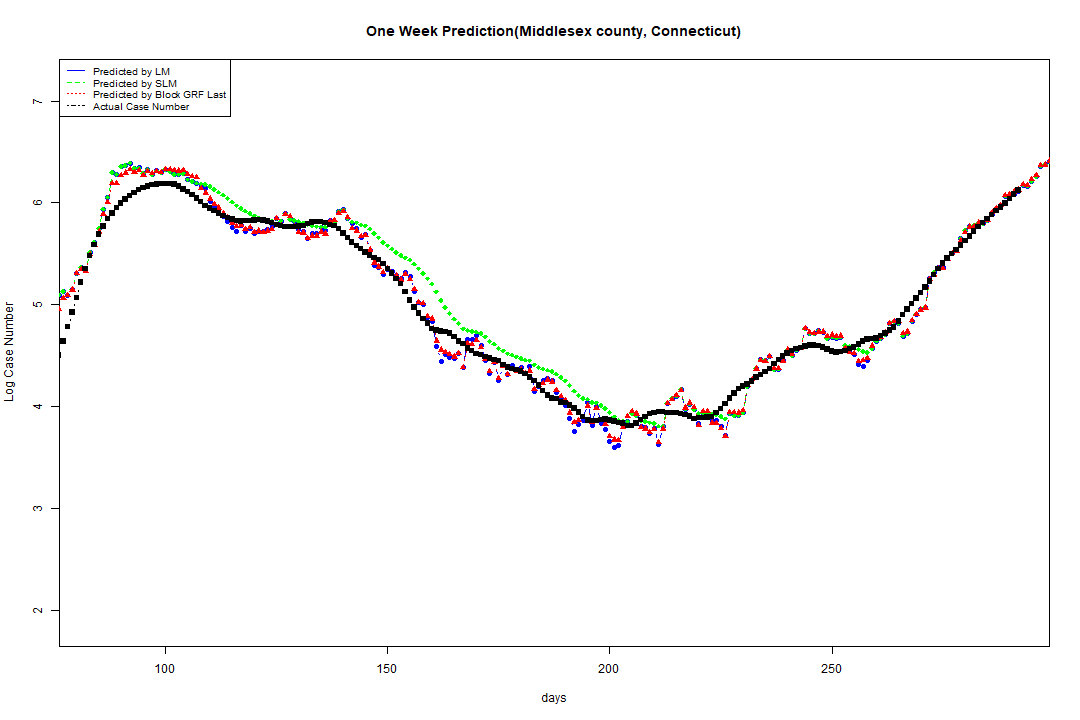 One Week Prediction(Middlesex county, Connecticut)
Predicted by LM
Predicted by SLM
Predicted by Block GRF Last
Actual Case Number
7
6
5
4
3
2
Log Case Number
100
150
200
250
days